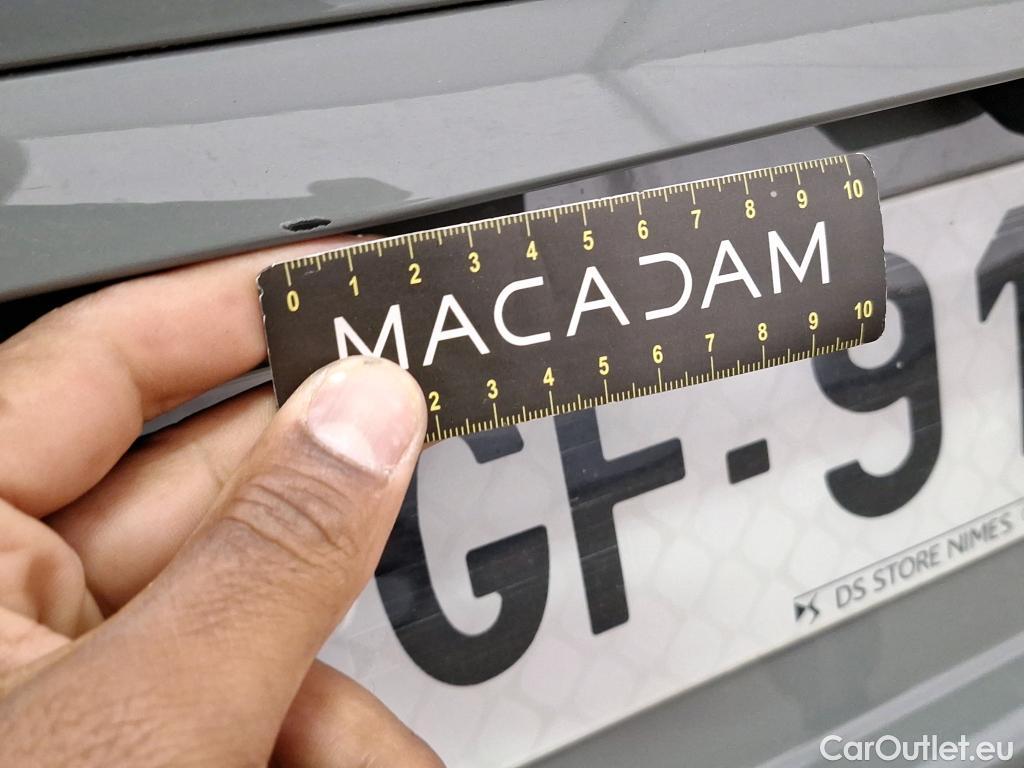 0 1 2 3 4 5 6 7 8 9 10
MACADAM
2 3 4 5 6 7 8 9 10
GF-91
DS STORE NIMES
CarOutlet.eu